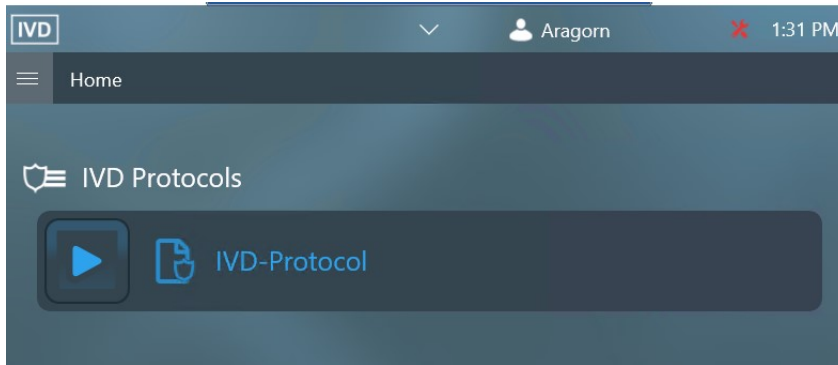 IVD Aragorn 1:31 PM
Home
IVD Protocols
IVD-Protocol